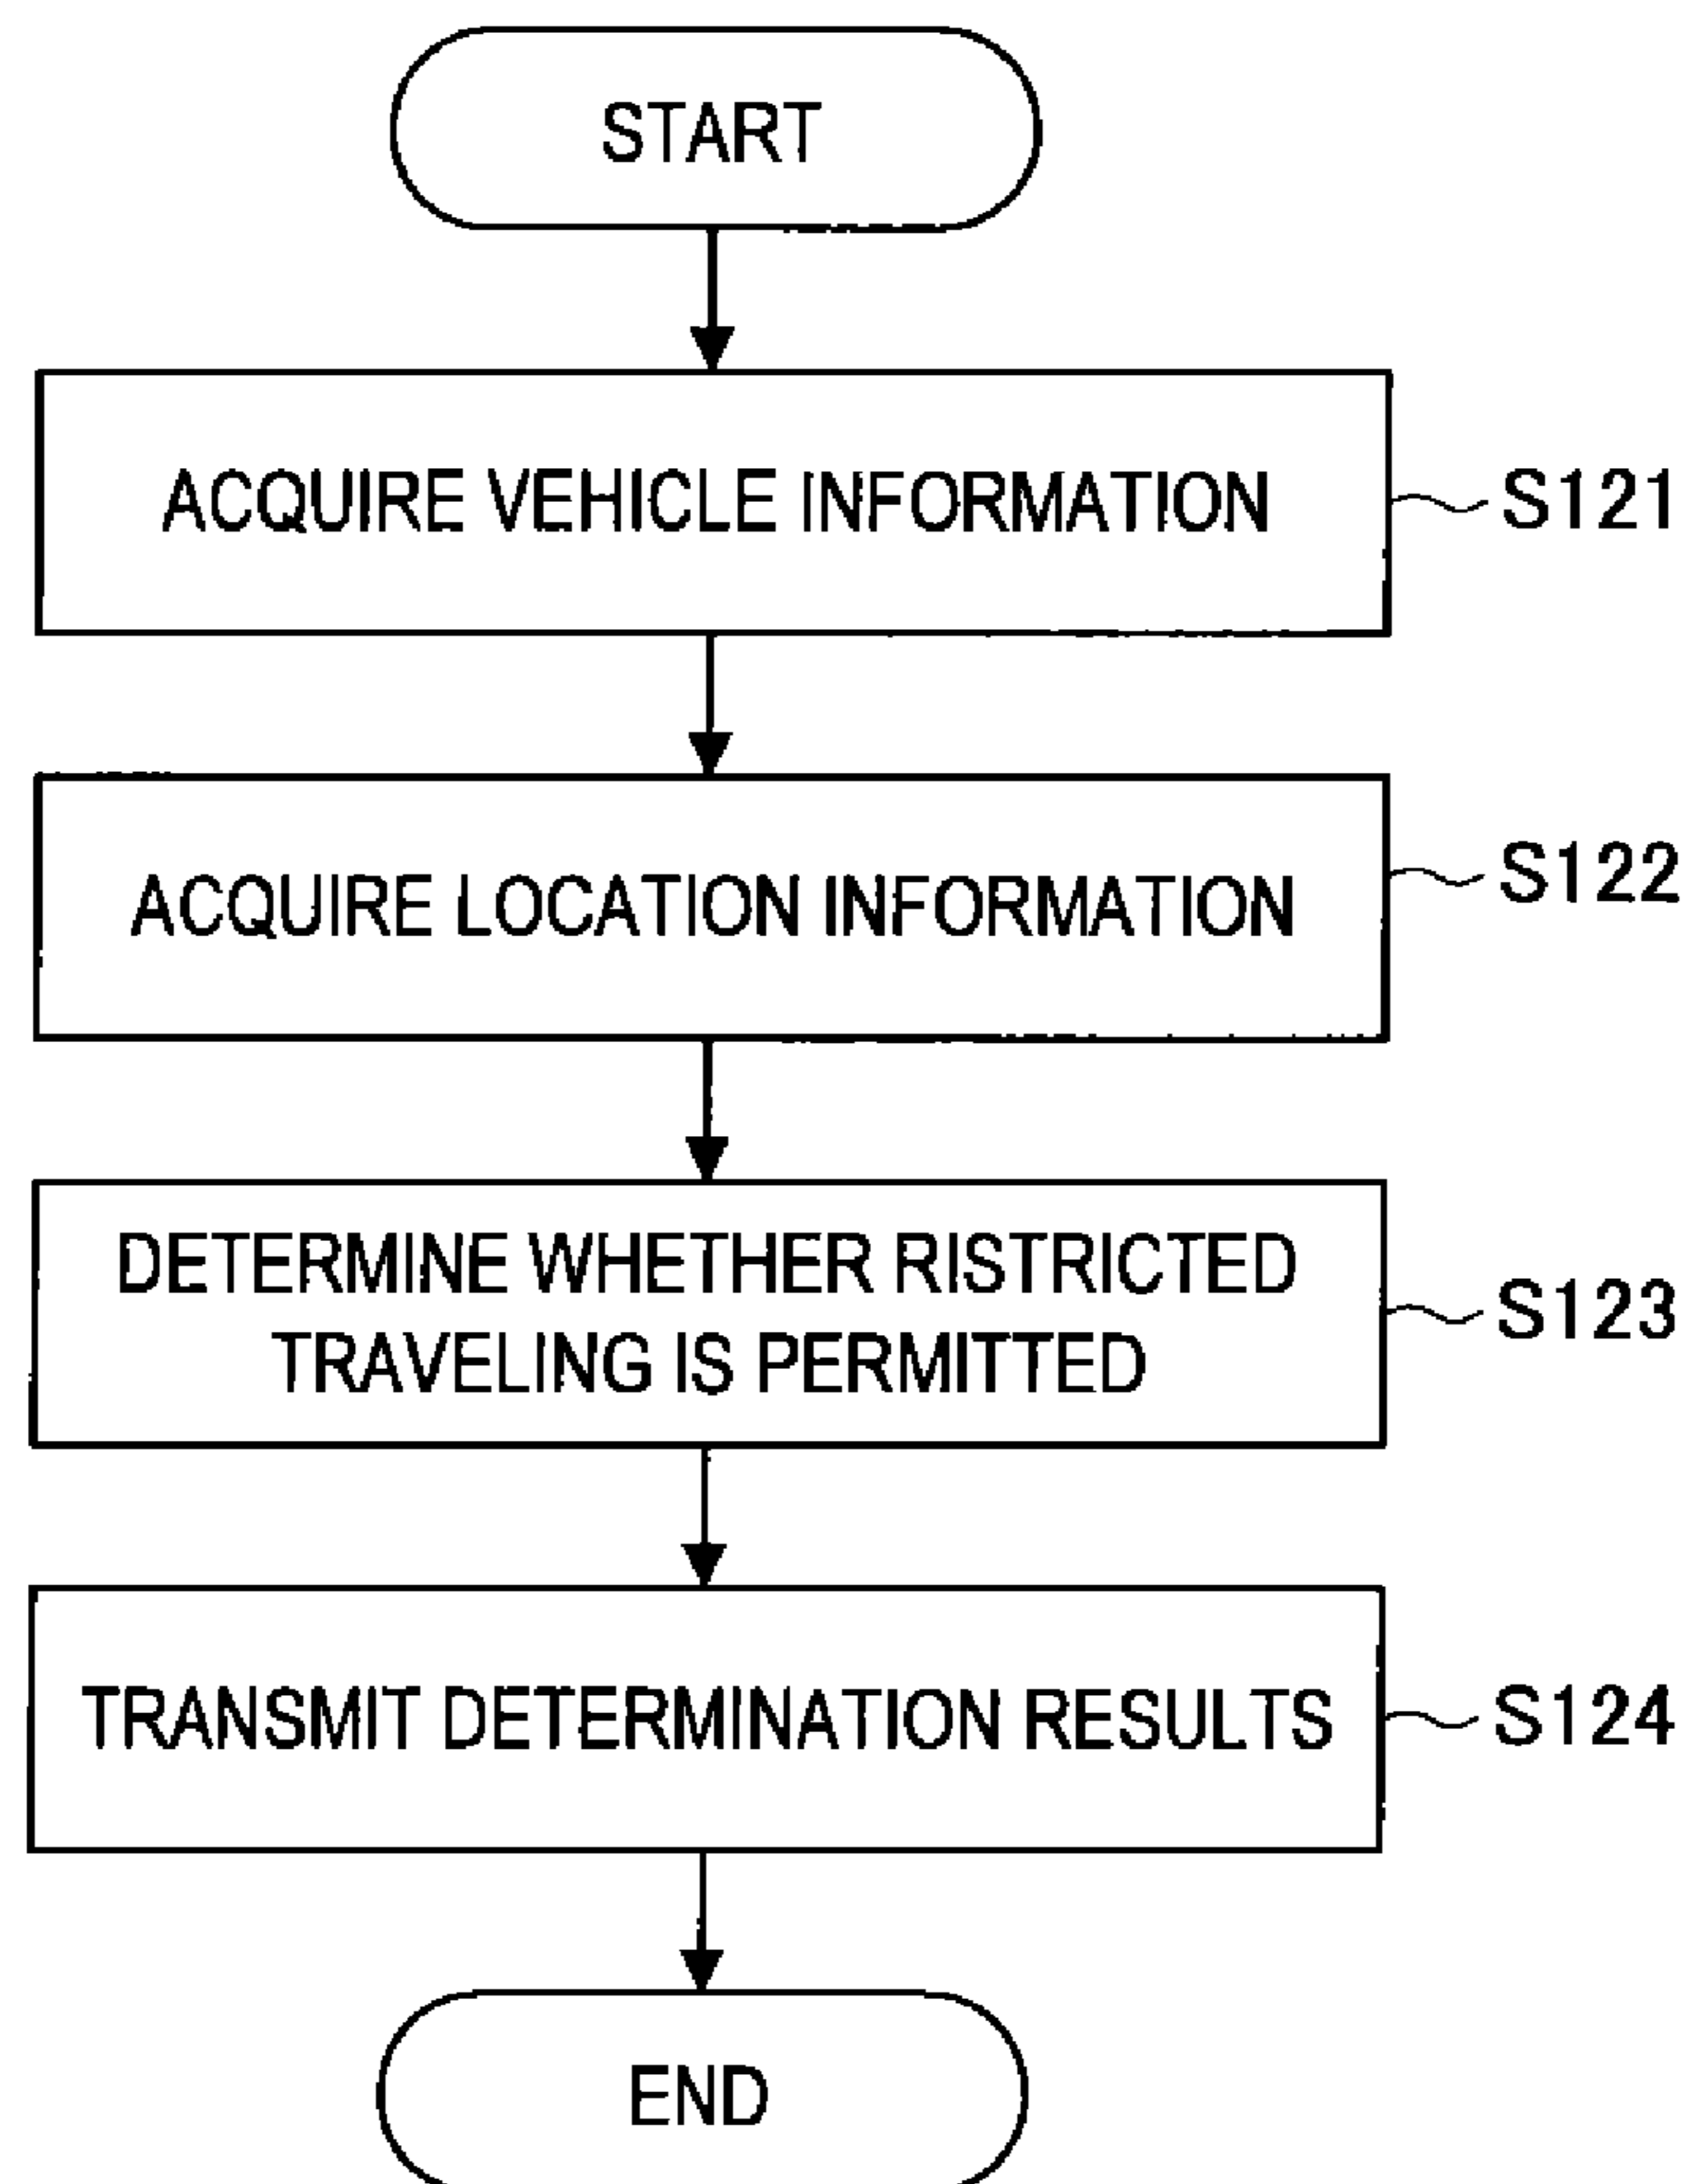 START
ACQUIRE VEHICLE INFORMATION
S121
ACQUIRE LOCATION INFORMATION
S122
DETERMINE WHETHER RISTRICTED
TRAVELING IS PERMITTED
S123
TRANSMIT DETERMINATION RESULTS
S124
END